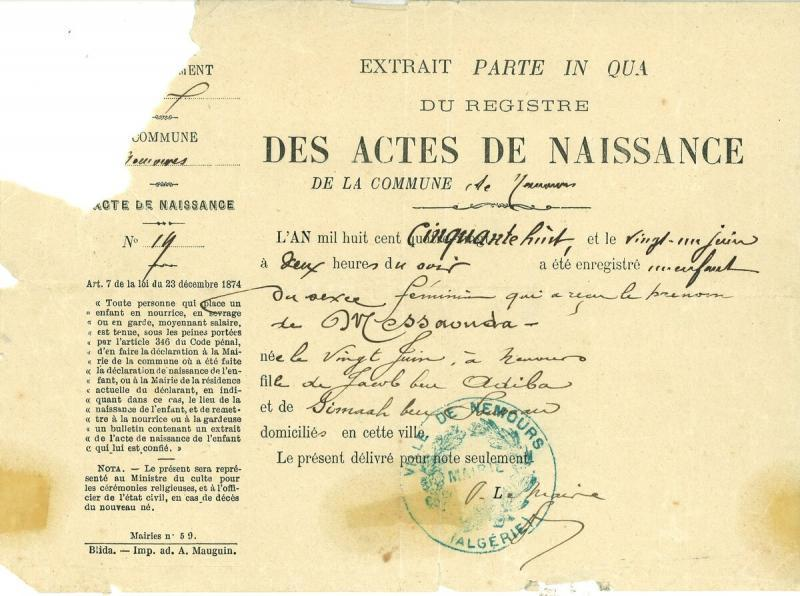 MENT
COMMUNE
Nemours
ACTE DE NAISSANCE
N° 19
Art. 7 de la loi du 23 décembre 1874
« Toute personne qui place un
« enfant en nourrice, en sevrage
« ou en garde, moyennant salaire,
« est tenue, sous les peines portées
« par l'article 346 du Code pénal,
« d'en faire la déclaration à la Mai-
« rie de la commune où a été faite
« la déclaration de naissance de l'en-
« fant, ou à la Mairie de la résidence
« actuelle du déclarant, en indi-
« quant dans ce cas, le lieu de la
« naissance de l'enfant, et de remet-
« tre à la nourrice ou à la gardeuse
« un bulletin contenant un extrait
« de l'acte de naissance de l'enfant
« qui lui est confié. »
NOTA. — Le présent sera repré-
senté au Ministre du culte pour
les cérémonies religieuses, et à l'offi-
cier de l'état civil, en cas de décès
du nouveau né.
Mairies n° 59.
Blida. — Imp. ad. A. Mauguin.
EXTRAIT PARTE IN QUA
DU REGISTRE
DES ACTES DE NAISSANCE
DE LA COMMUNE de Nemours
L'AN mil huit cent Cinquante huit, et le vingt-un juin
à deux heures du soir a été enregistré un enfant
du sexe féminin qui a reçu le prénom
de Messaouda
née le vingt Juin, à Nemours
fille de Jacob ben Adiba
et de Simaah ben
domiciliés en cette ville.
Le présent délivré pour note seulement.
P. Le Maire
VILLE DE NEMOURS
MAIRIE
(ALGÉRIE)